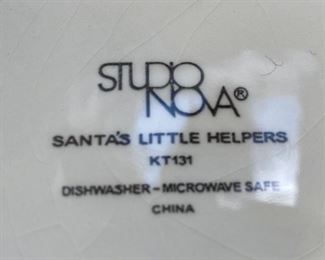 STUDIO
NOVA®
SANTA'S LITTLE HELPERS
KT131
DISHWASHER – MICROWAVE SAFE
CHINA